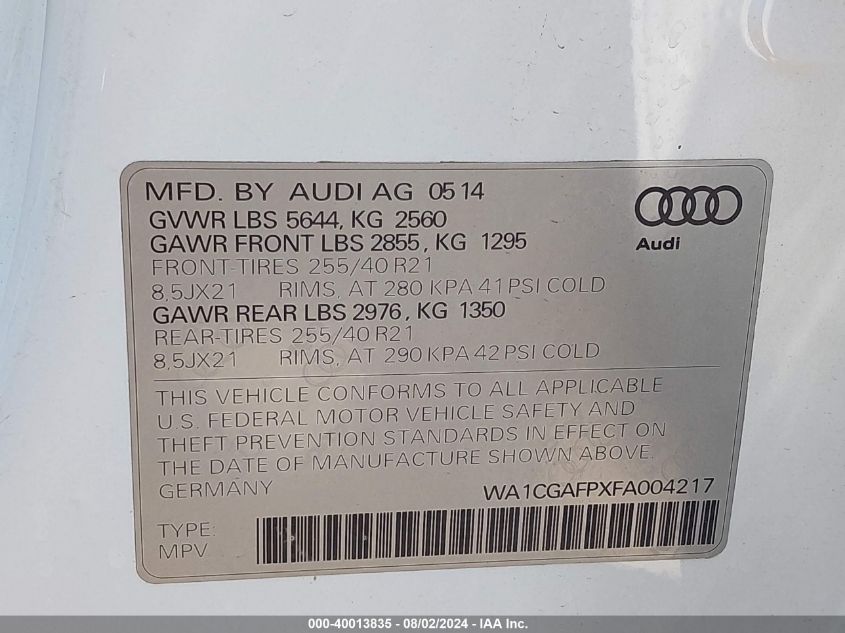 MFD. BY AUDI AG 05 14
GVWR LBS 5644, KG 2560
GAWR FRONT LBS 2855, KG 1295
FRONT-TIRES 255/40 R21
8,5JX21 RIMS, AT 280 KPA 41 PSI COLD
GAWR REAR LBS 2976, KG 1350
REAR-TIRES 255/40 R21
8,5JX21 RIMS, AT 290 KPA 42 PSI COLD
Audi
THIS VEHICLE CONFORMS TO ALL APPLICABLE
U.S. FEDERAL MOTOR VEHICLE SAFETY AND
THEFT PREVENTION STANDARDS IN EFFECT ON
THE DATE OF MANUFACTURE SHOWN ABOVE.
GERMANY WA1CGAFPXFA004217
TYPE:
MPV
000-40013835 - 08/02/2024 - IAAI.com